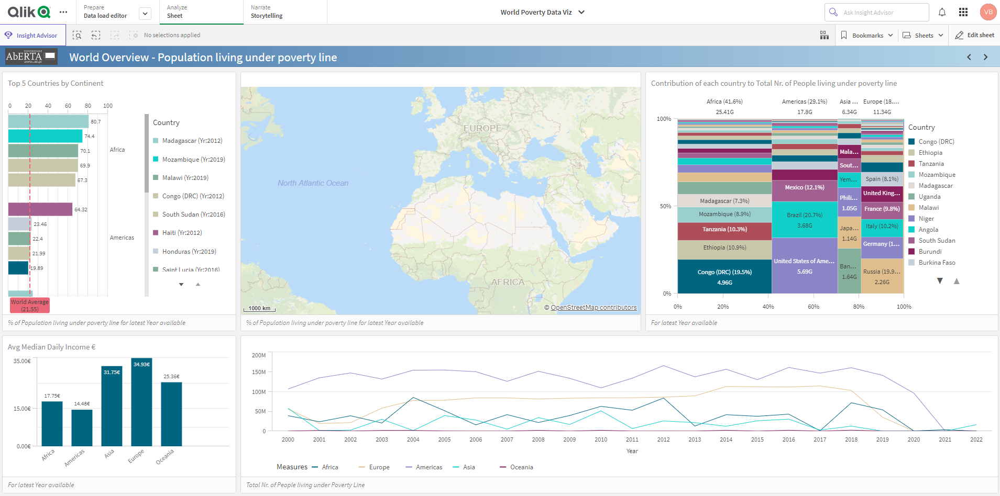 Qlik
Prepare
Data load editor
Analyze
Sheet
Narrate
Storytelling
World Poverty Data Viz
Ask Insight Advisor
VB
Insight Advisor
No selections applied
Bookmarks
Sheets
Edit sheet
UNIVERSIDADE
AbERTA
www.uab.pt
World Overview - Population living under poverty line
Top 5 Countries by Continent
0 20 40 60 80 100
80.7
74.4
70.1
69.9
67.3
Africa
64.32
23.46
22.4
21.99
19.89
Americas
World Average
(21.55)
Country
Madagascar (Yr:2012)
Mozambique (Yr:2019)
Malawi (Yr:2019)
Congo (DRC) (Yr:2012)
South Sudan (Yr:2016)
Haiti (Yr:2012)
Honduras (Yr:2019)
Saint Lucia (Yr:2016)
% of Population living under poverty line for latest Year available
EUROPE
North Atlantic Ocean
AFRICA
1000 km
© OpenStreetMap contributors
% of Population living under poverty line for latest Year available
Contribution of each country to Total Nr. of People living under poverty line
Africa (41.6%) Americas (29.1%) Asia ... Europe (18....
25.41G 17.8G 6.34G 11.34G
100%
50%
0%
Madagascar (7.3%)
Mozambique (8.9%)
Tanzania (10.3%)
Ethiopia (10.9%)
Congo (DRC) (19.5%)
4.96G
Mexico (12.1%)
Brazil (20.7%)
3.68G
United States of Ame...
5.69G
Mala...
Sout...
Yem...
Phili...
1.05G
Japa...
1.14G
Ban...
1.64G
Spain (8.1%)
United King...
France (9.8%)
Italy (10.2%)
Germany (1...
Russia (19.9...
2.26G
0% 20% 40% 60% 80% 100%
Country
Congo (DRC)
Ethiopia
Tanzania
Mozambique
Madagascar
Uganda
Malawi
Niger
Angola
South Sudan
Burundi
Burkina Faso
For latest Year available
Avg Median Daily Income €
35.00€
15.00€
0.00€
17.75€
14.48€
31.75€
34.93€
25.36€
Africa
Americas
Asia
Europe
Oceania
For latest Year available
200M
150M
100M
50M
0
2000 2001 2002 2003 2004 2005 2006 2007 2008 2009 2010 2011 2012 2013 2014 2015 2016 2017 2018 2019 2020 2021 2022
Year
Measures Africa Europe Americas Asia Oceania
Total Nr. of People living under Poverty Line